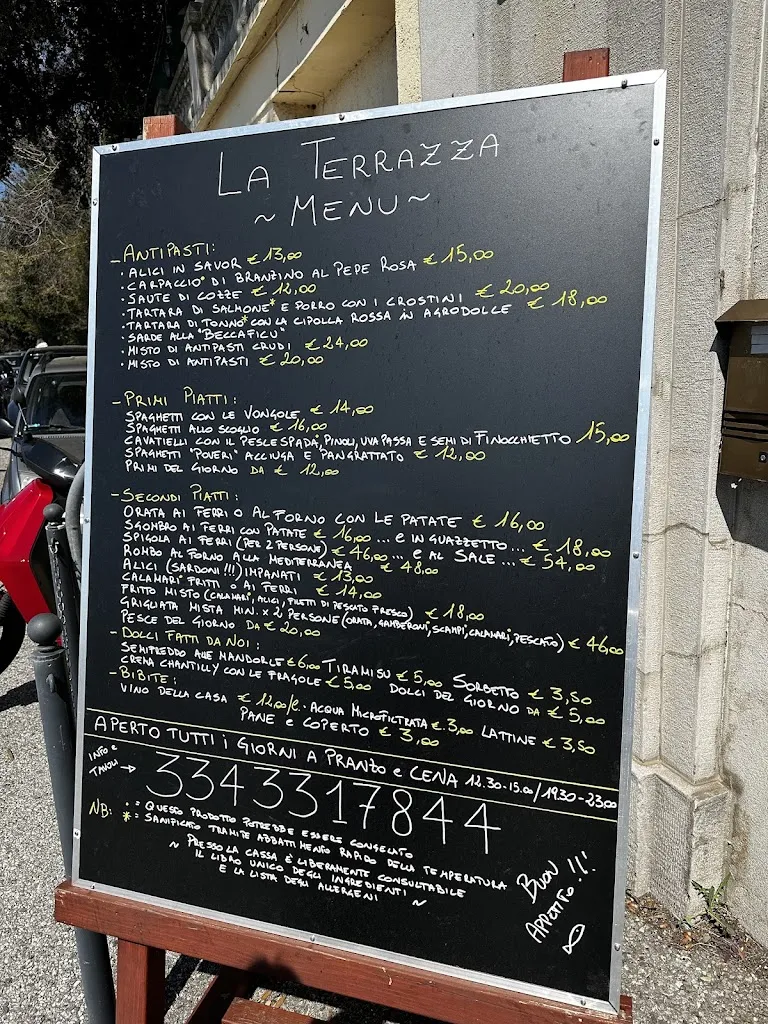 LA TERRAZZA
~ MENU ~
- ANTIPASTI:
· ALICI IN SAVOR € 13,00
· CARPACCIO* DI BRANZINO AL PEPE ROSA € 15,00
· SAUTE DI COZZE € 12,00
· TARTARA DI SALMONE* E PORRO CON I CROSTINI € 20,00
· TARTARA DI TONNO* CON LA CIPOLLA ROSSA IN AGRODOLCE € 18,00
· SARDE ALLA "BECCAFICU"
· MISTO DI ANTIPASTI CRUDI € 24,00
· MISTO DI ANTIPASTI € 20,00
- PRIMI PIATTI:
SPAGHETTI CON LE VONGOLE € 14,00
SPAGHETTI ALLO SCOGLIO € 16,00
CAVATIELLI CON IL PESCESPADA, PINOLI, UVA PASSA E SEMI DI FINOCCHIETTO 15,00
SPAGHETTI "POVERI" ACCIUGA E PANGRATTATO € 12,00
PRIMI DEL GIORNO DA € 12,00
- SECONDI PIATTI:
ORATA AI FERRI O AL FORNO CON LE PATATE € 16,00
SGOMBRO AI FERRI CON PATATE € 16,00 ... E IN GUAZZETTO ... € 18,00
SPIGOLA AI FERRI (PER 2 PERSONE) € 46,00 ... E AL SALE ... € 54,00
ROMBO AL FORNO ALLA MEDITERRANEA € 48,00
ALICI (SARDONI !!!) IMPANATI € 13,00
CALAMARI FRITTI O AI FERRI € 14,00
FRITTO MISTO (CALAMARI, ALICI, FILETTI DI PESCATO FRESCO) € 18,00
GRIGLIATA MISTA MIN. x 2 PERSONE (ORATA, GAMBERONI, SCAMPI, CALAMARI, PESCATO) € 46,00
PESCE DEL GIORNO DA € 20,00
- DOLCI FATTI DA NOI:
SEMIFREDDO ALLE MANDORLE € 6,00 TIRAMISU € 5,00 SORBETTO € 3,50
CREMA CHANTILLY CON LE FRAGOLE € 5,00 DOLCI DEL GIORNO DA € 5,00
- BIBITE:
VINO DELLA CASA € 12,00/l. · ACQUA MICROFILTRATA € 3,00 LATTINE € 3,50
PANE E COPERTO € 3,00
APERTO TUTTI i GIORNI A PRANZO e CENA 12.30-15.00/19.30-23.00
INFO e TAVOLI → 3343317844
NB: · = QUESTO PRODOTTO POTREBBE ESSERE CONGELATO
* = SANIFICATO TRAMITE ABBATTIMENTO RAPIDO DELLA TEMPERATURA
~ PRESSO LA CASSA È LIBERAMENTE CONSULTABILE
IL LIBRO UNICO DEGLI INGREDIENTI
E LA LISTA DEGLI ALLERGENI ~
BUON
APPETITO !!!